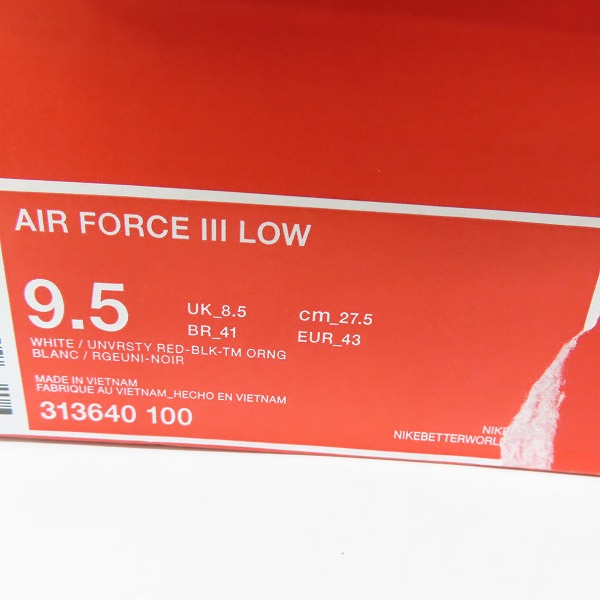 AIR FORCE III LOW
9.5 UK_8.5 cm_27.5
BR_41 EUR_43
WHITE / UNVRSTY RED-BLK-TM ORNG
BLANC / RGEUNI-NOIR
MADE IN VIETNAM
FABRIQUE AU VIETNAM_HECHO EN VIETNAM
313640 100
NIKEBETTERWORL